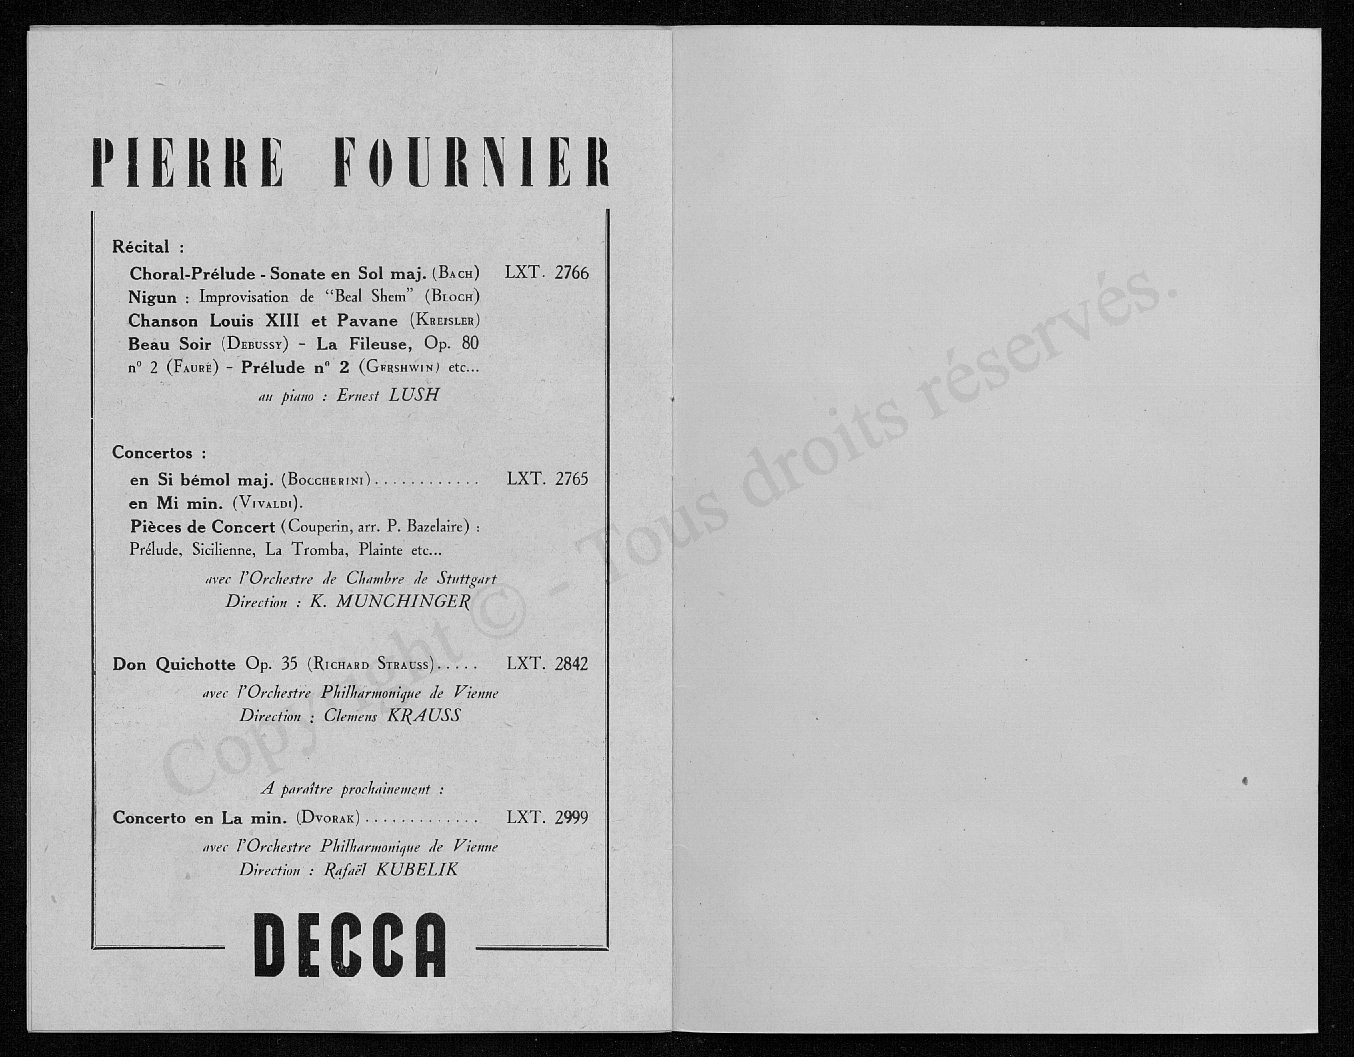 PIERRE FOURNIER
Récital :
Choral-Prélude - Sonate en Sol maj. (BACH) LXT. 2766
Nigun : Improvisation de “Beal Shem” (BLOCH)
Chanson Louis XIII et Pavane (KREISLER)
Beau Soir (DEBUSSY) - La Fileuse, Op. 80
n° 2 (FAURÉ) - Prélude n° 2 (GERSHWIN) etc...
au piano : Ernest LUSH
Concertos :
en Si bémol maj. (BOCCHERINI) ............ LXT. 2765
en Mi min. (VIVALDI).
Pièces de Concert (Couperin, arr. P. Bazelaire) :
Prélude, Sicilienne, La Tromba, Plainte etc...
avec l'Orchestre de Chambre de Stuttgart
Direction : K. MUNCHINGER
Don Quichotte Op. 35 (RICHARD STRAUSS)..... LXT. 2842
avec l'Orchestre Philharmonique de Vienne
Direction : Clemens KRAUSS
A paraître prochainement :
Concerto en La min. (DVORAK) ............. LXT. 2999
avec l'Orchestre Philharmonique de Vienne
Direction : Rafaël KUBELIK
DECCA
Copyright © - Tous droits réservés.